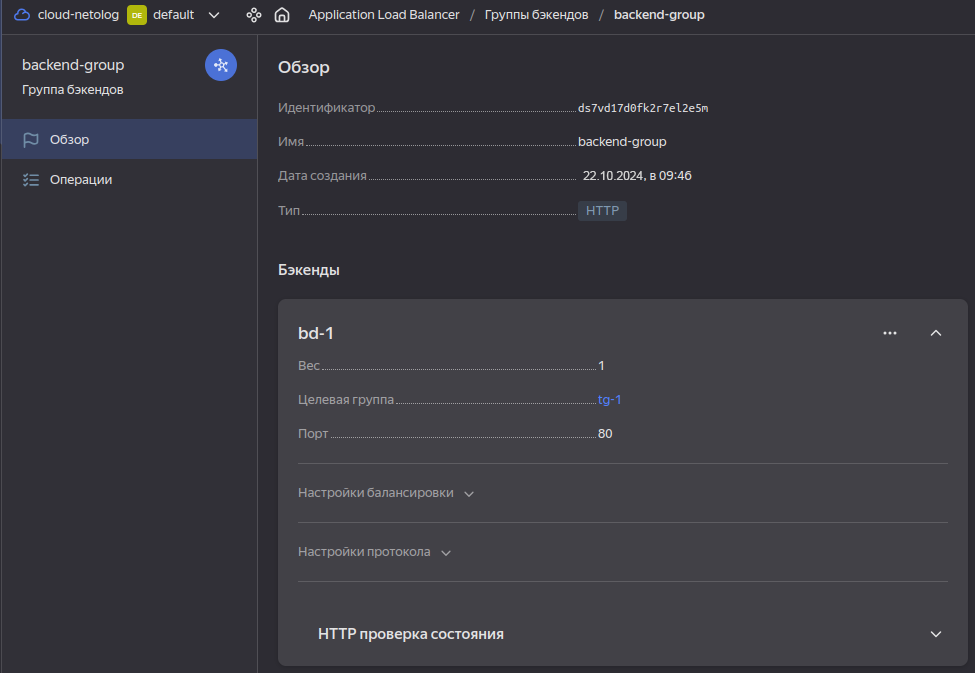 cloud-netolog DE default Application Load Balancer / Группы бэкендов / backend-group
backend-group
Группа бэкендов
Обзор
Операции
Обзор
Идентификатор ds7vd17d0fk2r7el2e5m
Имя backend-group
Дата создания 22.10.2024, в 09:46
Тип HTTP
Бэкенды
bd-1
Вес 1
Целевая группа tg-1
Порт 80
Настройки балансировки
Настройки протокола
HTTP проверка состояния